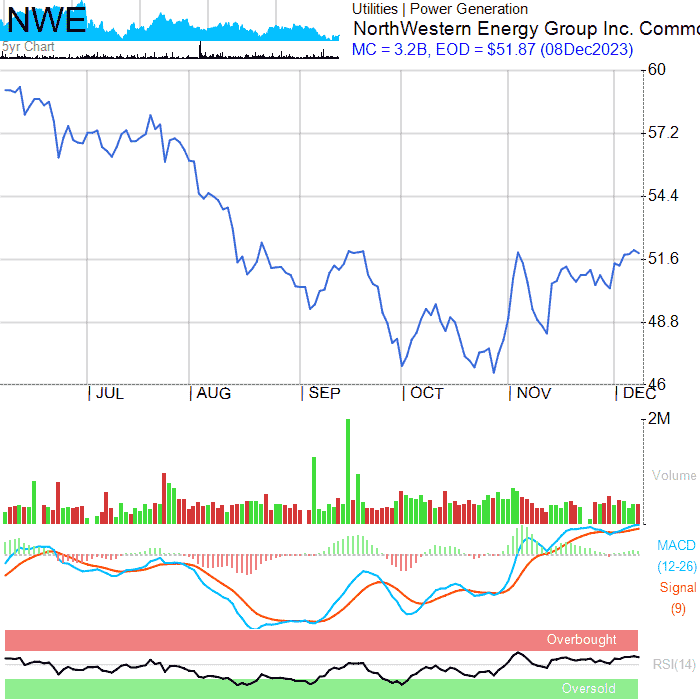 NWE
5yr Chart
Utilities | Power Generation
NorthWestern Energy Group Inc. Commo
MC = 3.2B, EOD = $51.87 (08Dec2023)
60
57.2
54.4
51.6
48.8
46
JUL AUG SEP OCT NOV DEC
2M
Volume
MACD
(12-26)
Signal
(9)
Overbought
RSI(14)
Oversold